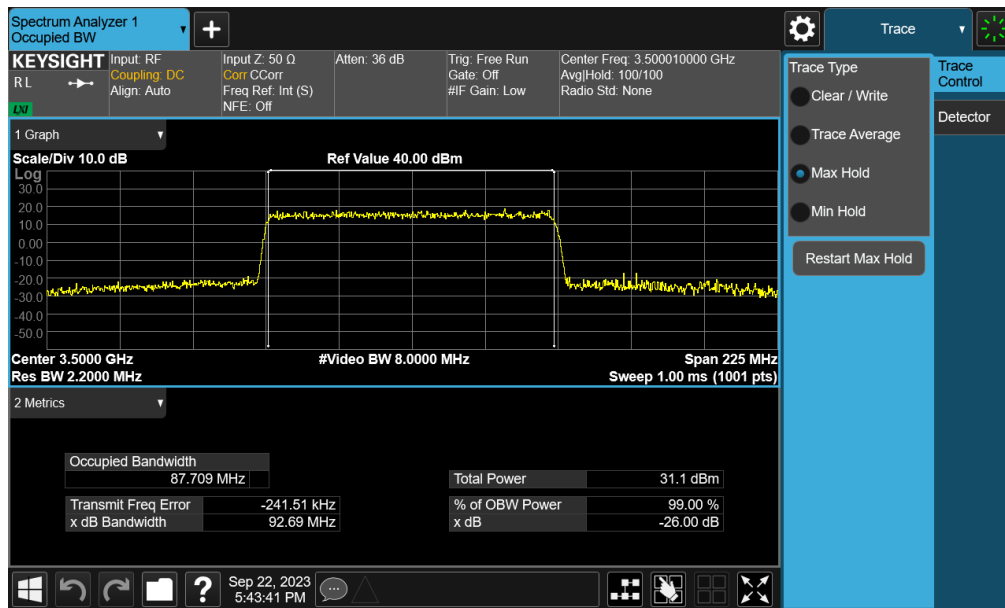 Spectrum Analyzer 1
Occupied BW
Trace
KEYSIGHT
R L
LXI
Input: RF
Coupling: DC
Align: Auto
Input Z: 50 Ω
Corr CCorr
Freq Ref: Int (S)
NFE: Off
Atten: 36 dB
Trig: Free Run
Gate: Off
#IF Gain: Low
Center Freq: 3.500010000 GHz
Avg|Hold: 100/100
Radio Std: None
Trace Type
Clear / Write
Trace Average
Max Hold
Min Hold
Restart Max Hold
Trace
Control
Detector
1 Graph
Scale/Div 10.0 dB
Ref Value 40.00 dBm
Log
30.0
20.0
10.0
0.00
-10.0
-20.0
-30.0
-40.0
-50.0
Center 3.5000 GHz
#Video BW 8.0000 MHz
Span 225 MHz
Res BW 2.2000 MHz
Sweep 1.00 ms (1001 pts)
2 Metrics
Occupied Bandwidth
87.709 MHz
Total Power 31.1 dBm
Transmit Freq Error -241.51 kHz
% of OBW Power 99.00 %
x dB Bandwidth 92.69 MHz
x dB -26.00 dB
?
Sep 22, 2023
5:43:41 PM